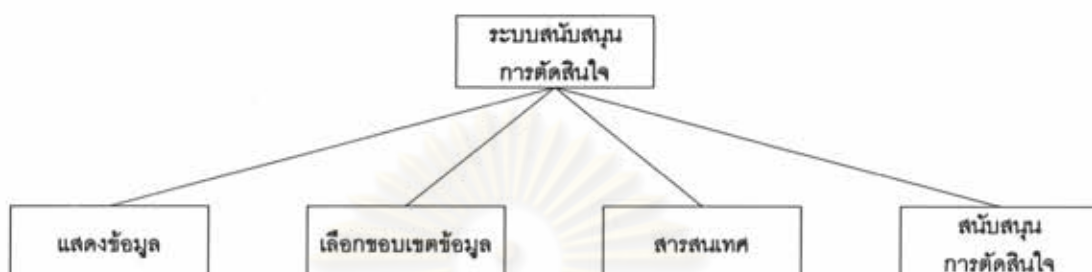 ระบบสนับสนุน
การตัดสินใจ
แสดงข้อมูล
เลือกขอบเขตข้อมูล
สารสนเทศ
สนับสนุน
การตัดสินใจ